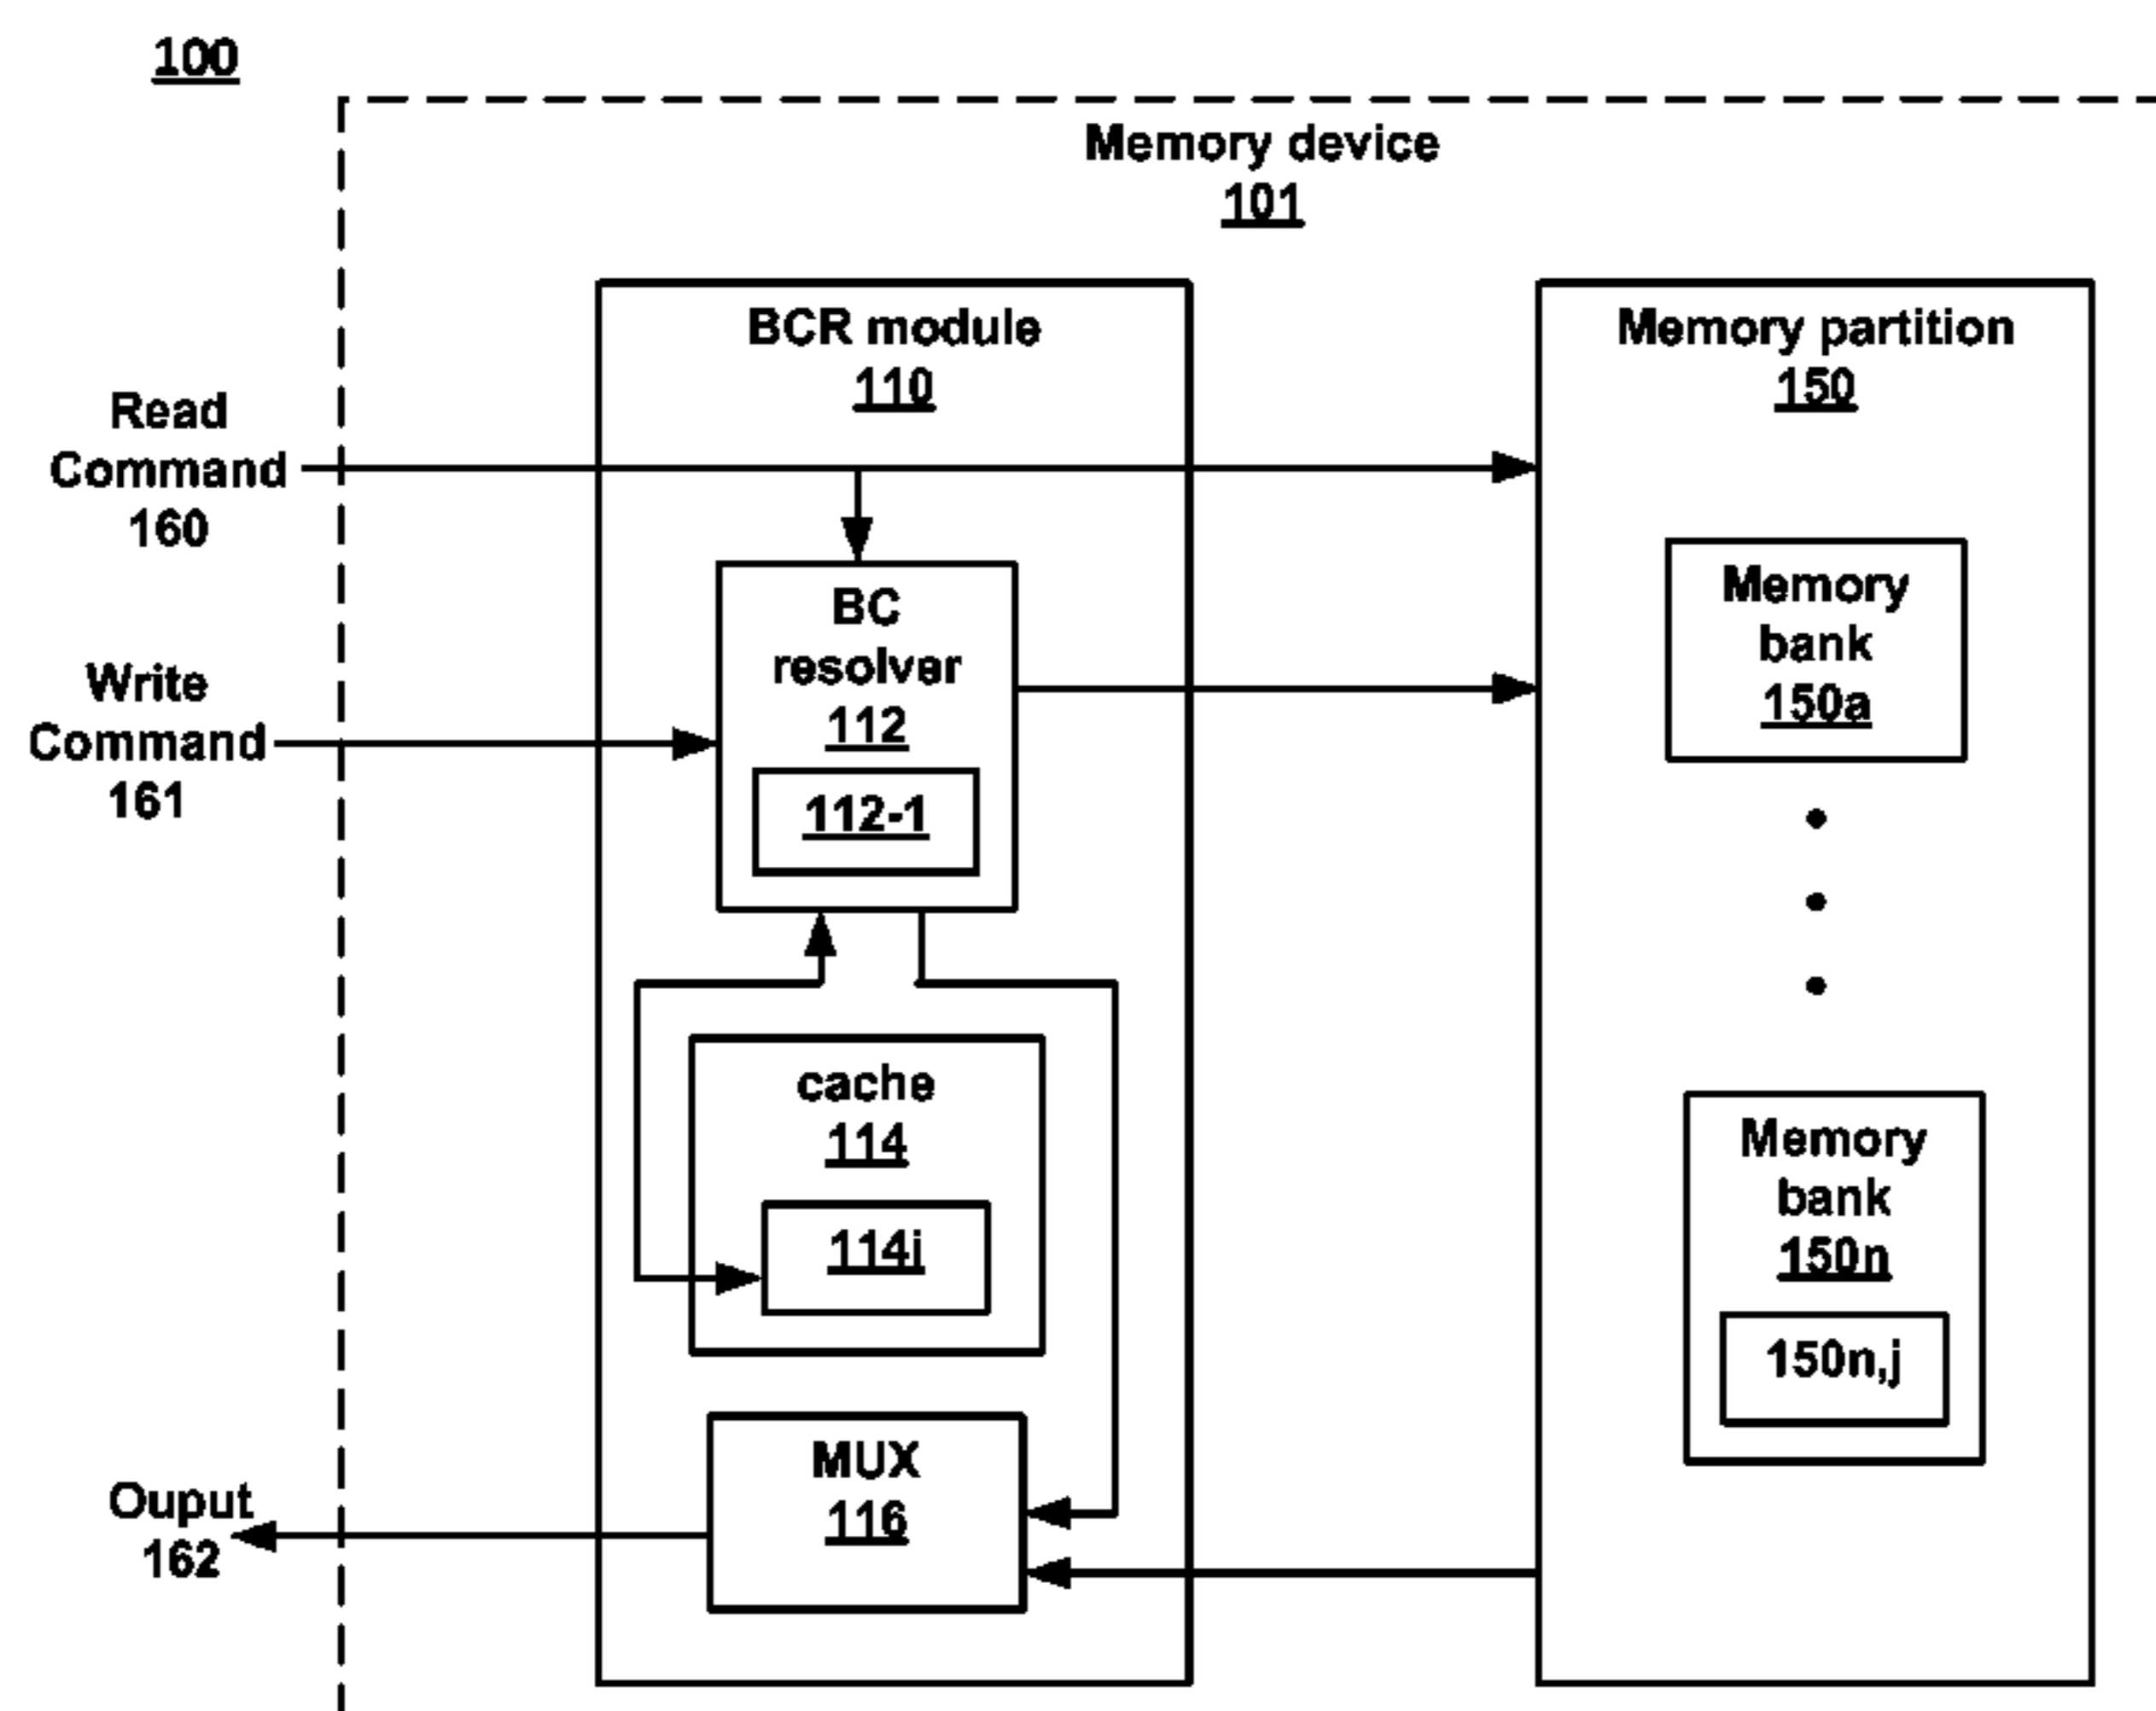 100
Memory device
101
BCR module
110
Memory partition
150
Read
Command
160
BC
resolver
112
112-1
Memory
bank
150a
Write
Command
161
cache
114
114i
Memory
bank
150n
150n,j
MUX
116
Ouput
162